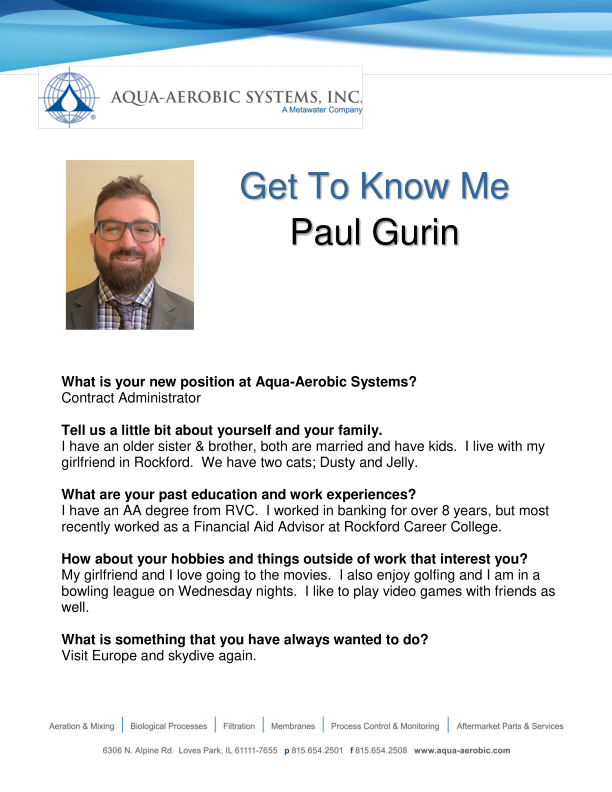 AQUA-AEROBIC SYSTEMS, INC.
A Metawater Company
®
Get To Know Me
Paul Gurin
What is your new position at Aqua-Aerobic Systems?
Contract Administrator
Tell us a little bit about yourself and your family.
I have an older sister & brother, both are married and have kids.  I live with my
girlfriend in Rockford.  We have two cats; Dusty and Jelly.
What are your past education and work experiences?
I have an AA degree from RVC.  I worked in banking for over 8 years, but most
recently worked as a Financial Aid Advisor at Rockford Career College.
How about your hobbies and things outside of work that interest you?
My girlfriend and I love going to the movies.  I also enjoy golfing and I am in a
bowling league on Wednesday nights.  I like to play video games with friends as
well.
What is something that you have always wanted to do?
Visit Europe and skydive again.
Aeration & Mixing | Biological Processes | Filtration | Membranes | Process Control & Monitoring | Aftermarket Parts & Services
6306 N. Alpine Rd.  Loves Park, IL 61111-7655  p 815.654.2501  f 815.654.2508  www.aqua-aerobic.com